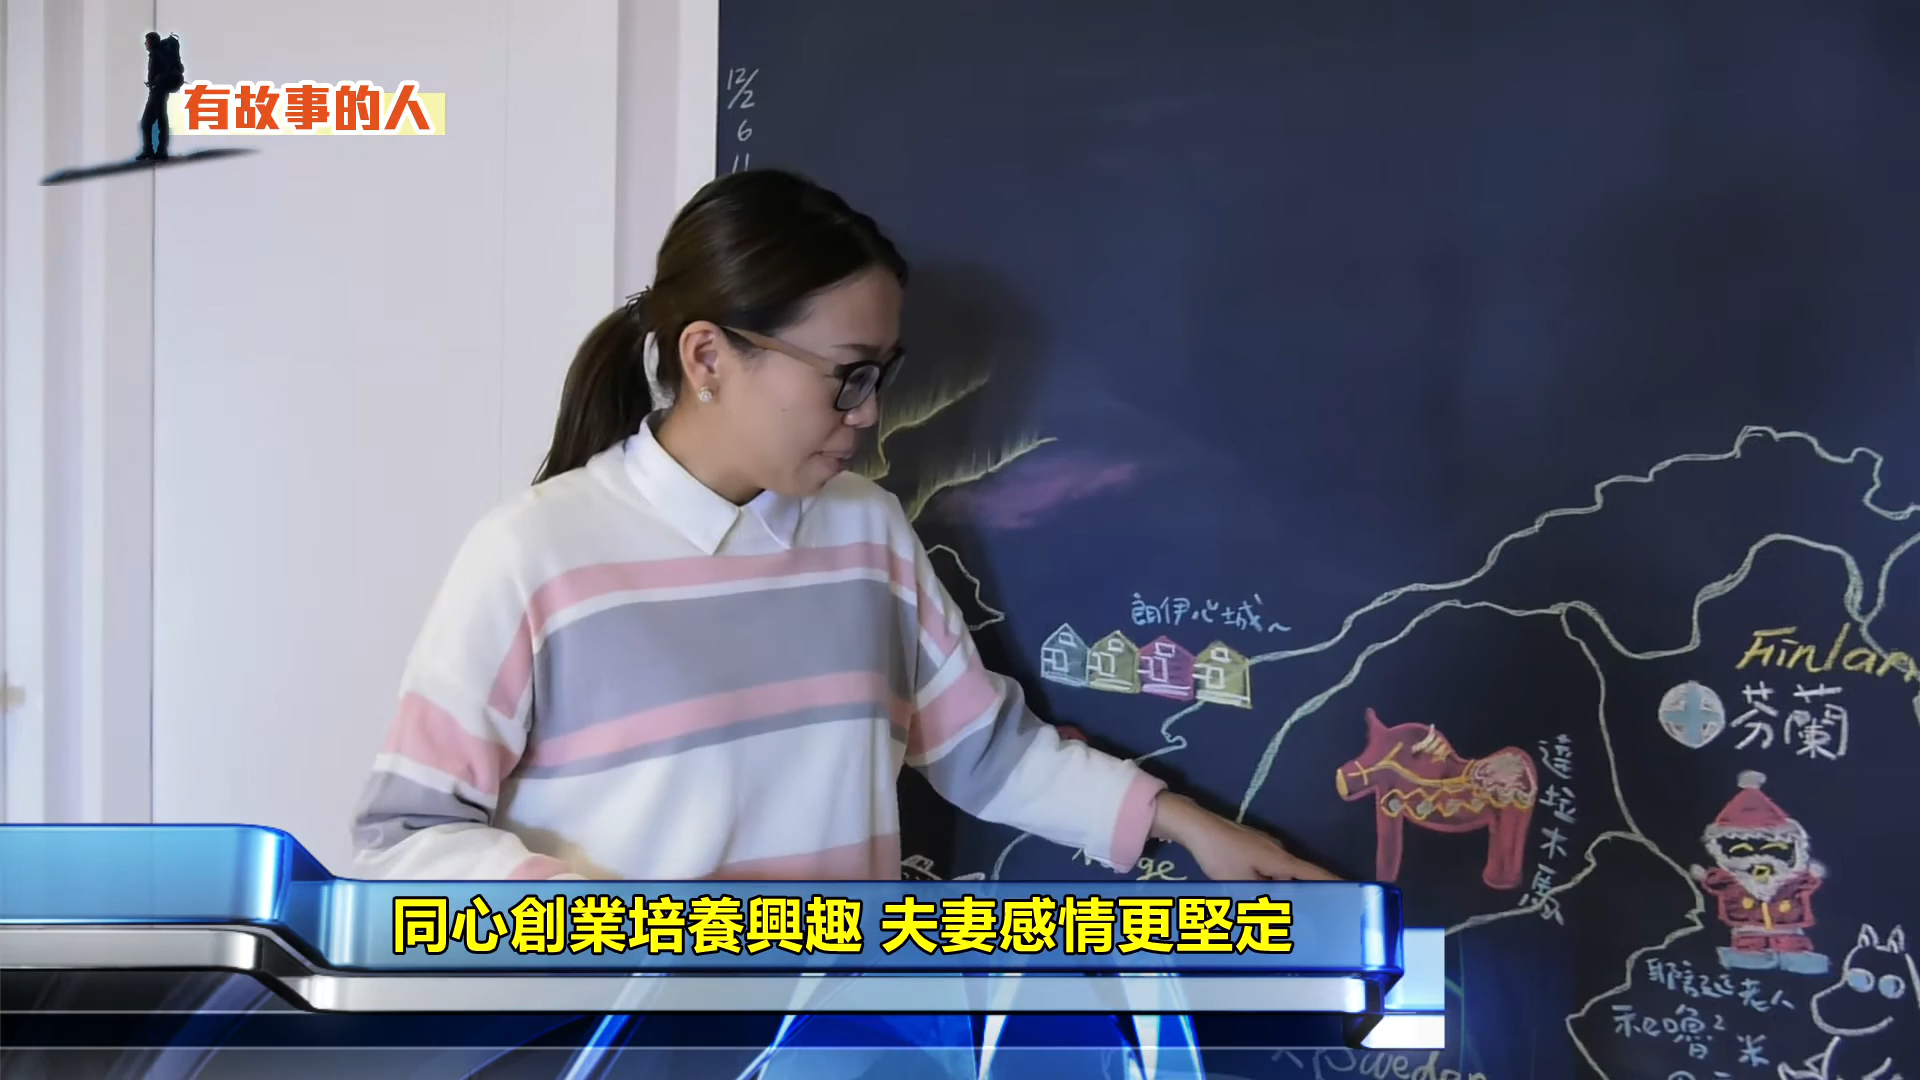 有故事的人
12/2
6
11
朗伊心城~
Finlan
芬蘭
達拉木馬
耶誕老人
和嚕嚕米
Sweden
同心創業培養興趣 夫妻感情更堅定